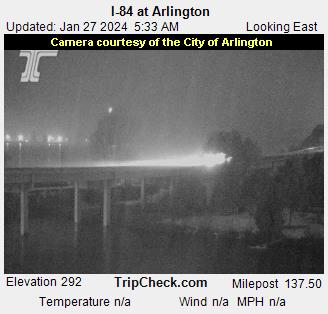 I-84 at Arlington
Updated: Jan 27 2024 5:33 AM Looking East
Camera courtesy of the City of Arlington
Elevation 292 TripCheck.com Milepost 137.50
Temperature n/a Wind n/a MPH n/a